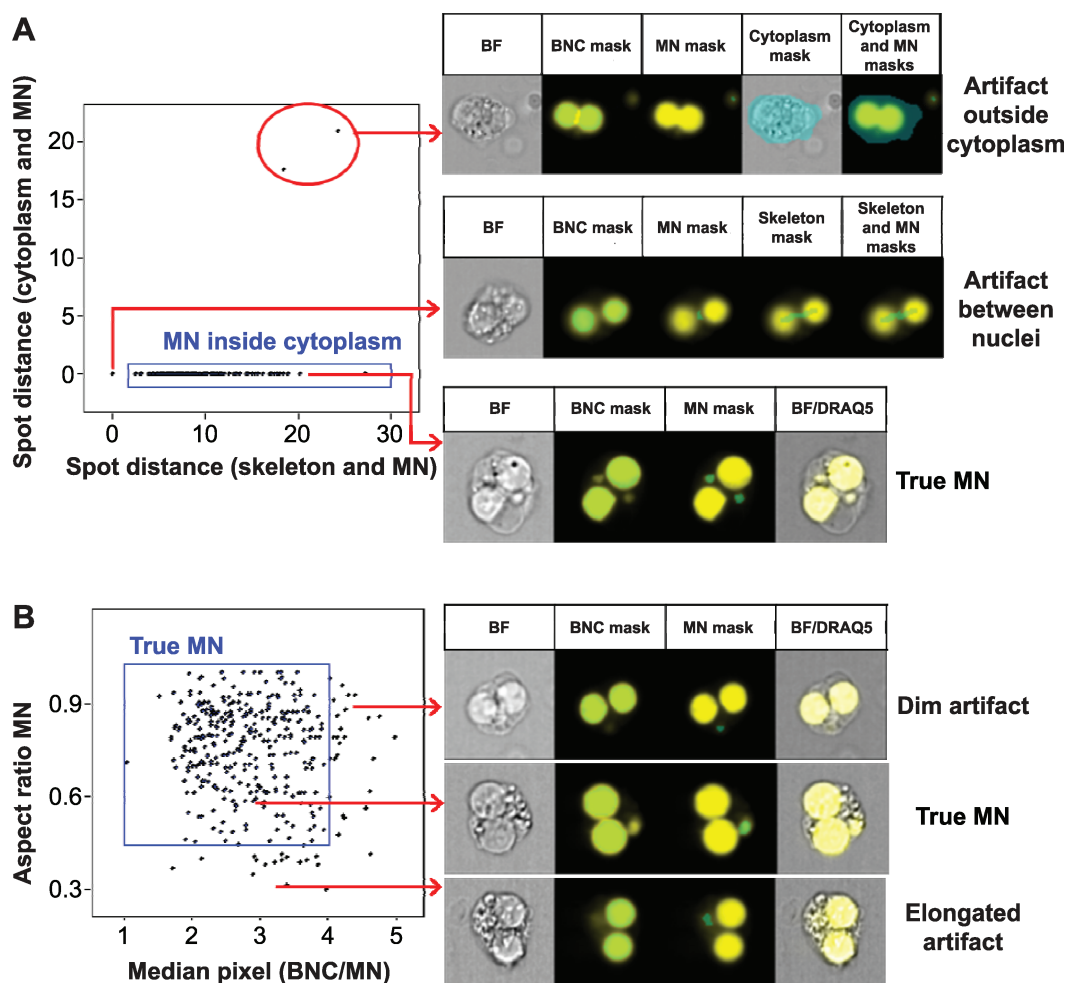 A
BF
BNC mask
MN mask
Cytoplasm
mask
Cytoplasm
and MN
masks
Artifact
outside
cytoplasm
Spot distance (cytoplasm and MN)
20
15
10
5
0
MN inside cytoplasm
0
10
20
30
Spot distance (skeleton and MN)
BF
BNC mask
MN mask
Skeleton
mask
Skeleton
and MN
masks
Artifact
between
nuclei
BF
BNC mask
MN mask
BF/DRAQ5
True MN
B
True MN
Aspect ratio MN
0.9
0.6
0.3
1
2
3
4
5
Median pixel (BNC/MN)
BF
BNC mask
MN mask
BF/DRAQ5
Dim artifact
True MN
Elongated
artifact